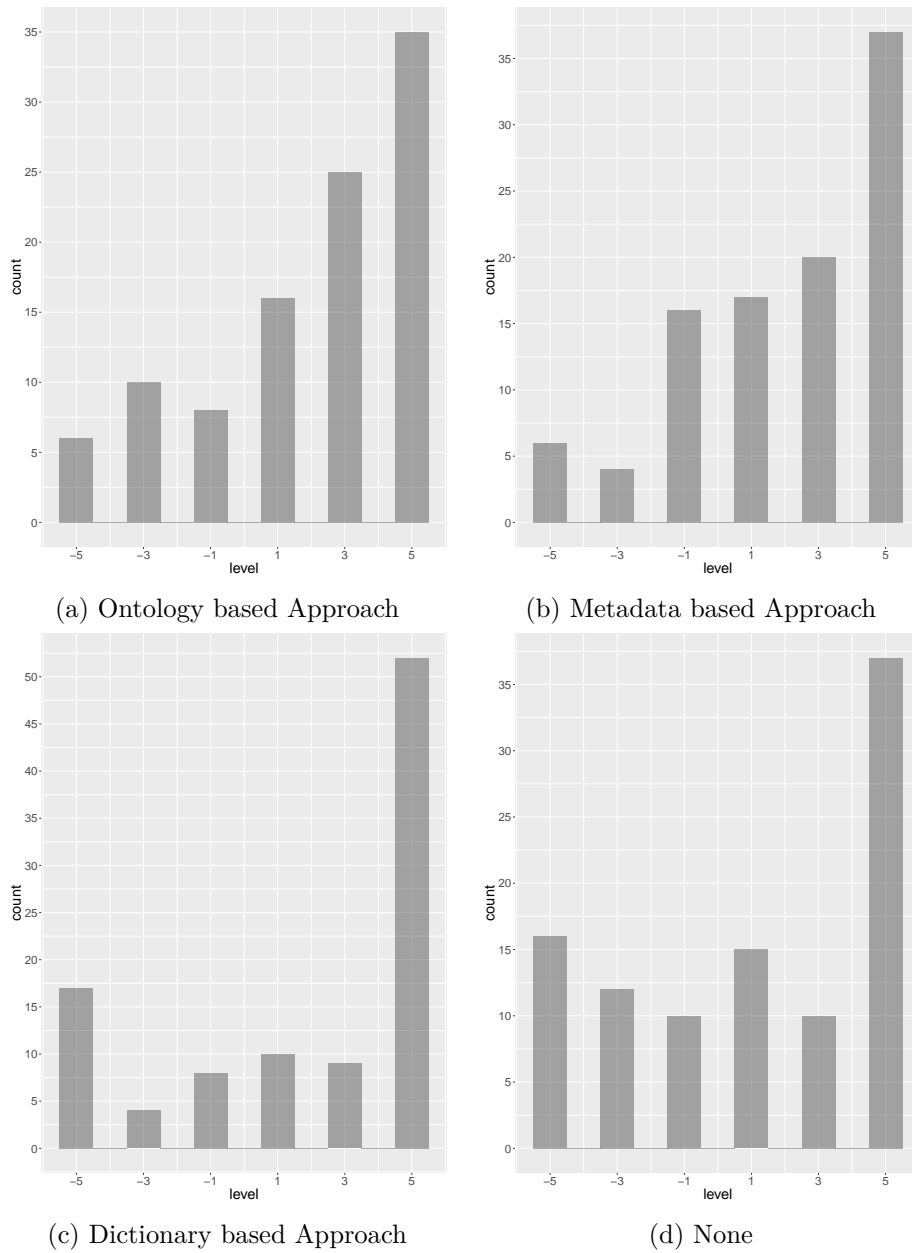 35
30
25
20
15
10
5
0
count
−5 −3 −1 1 3 5
level
(a) Ontology based Approach
35
30
25
20
15
10
5
0
count
−5 −3 −1 1 3 5
level
(b) Metadata based Approach
50
45
40
35
30
25
20
15
10
5
0
count
−5 −3 −1 1 3 5
level
(c) Dictionary based Approach
35
30
25
20
15
10
5
0
count
−5 −3 −1 1 3 5
level
(d) None